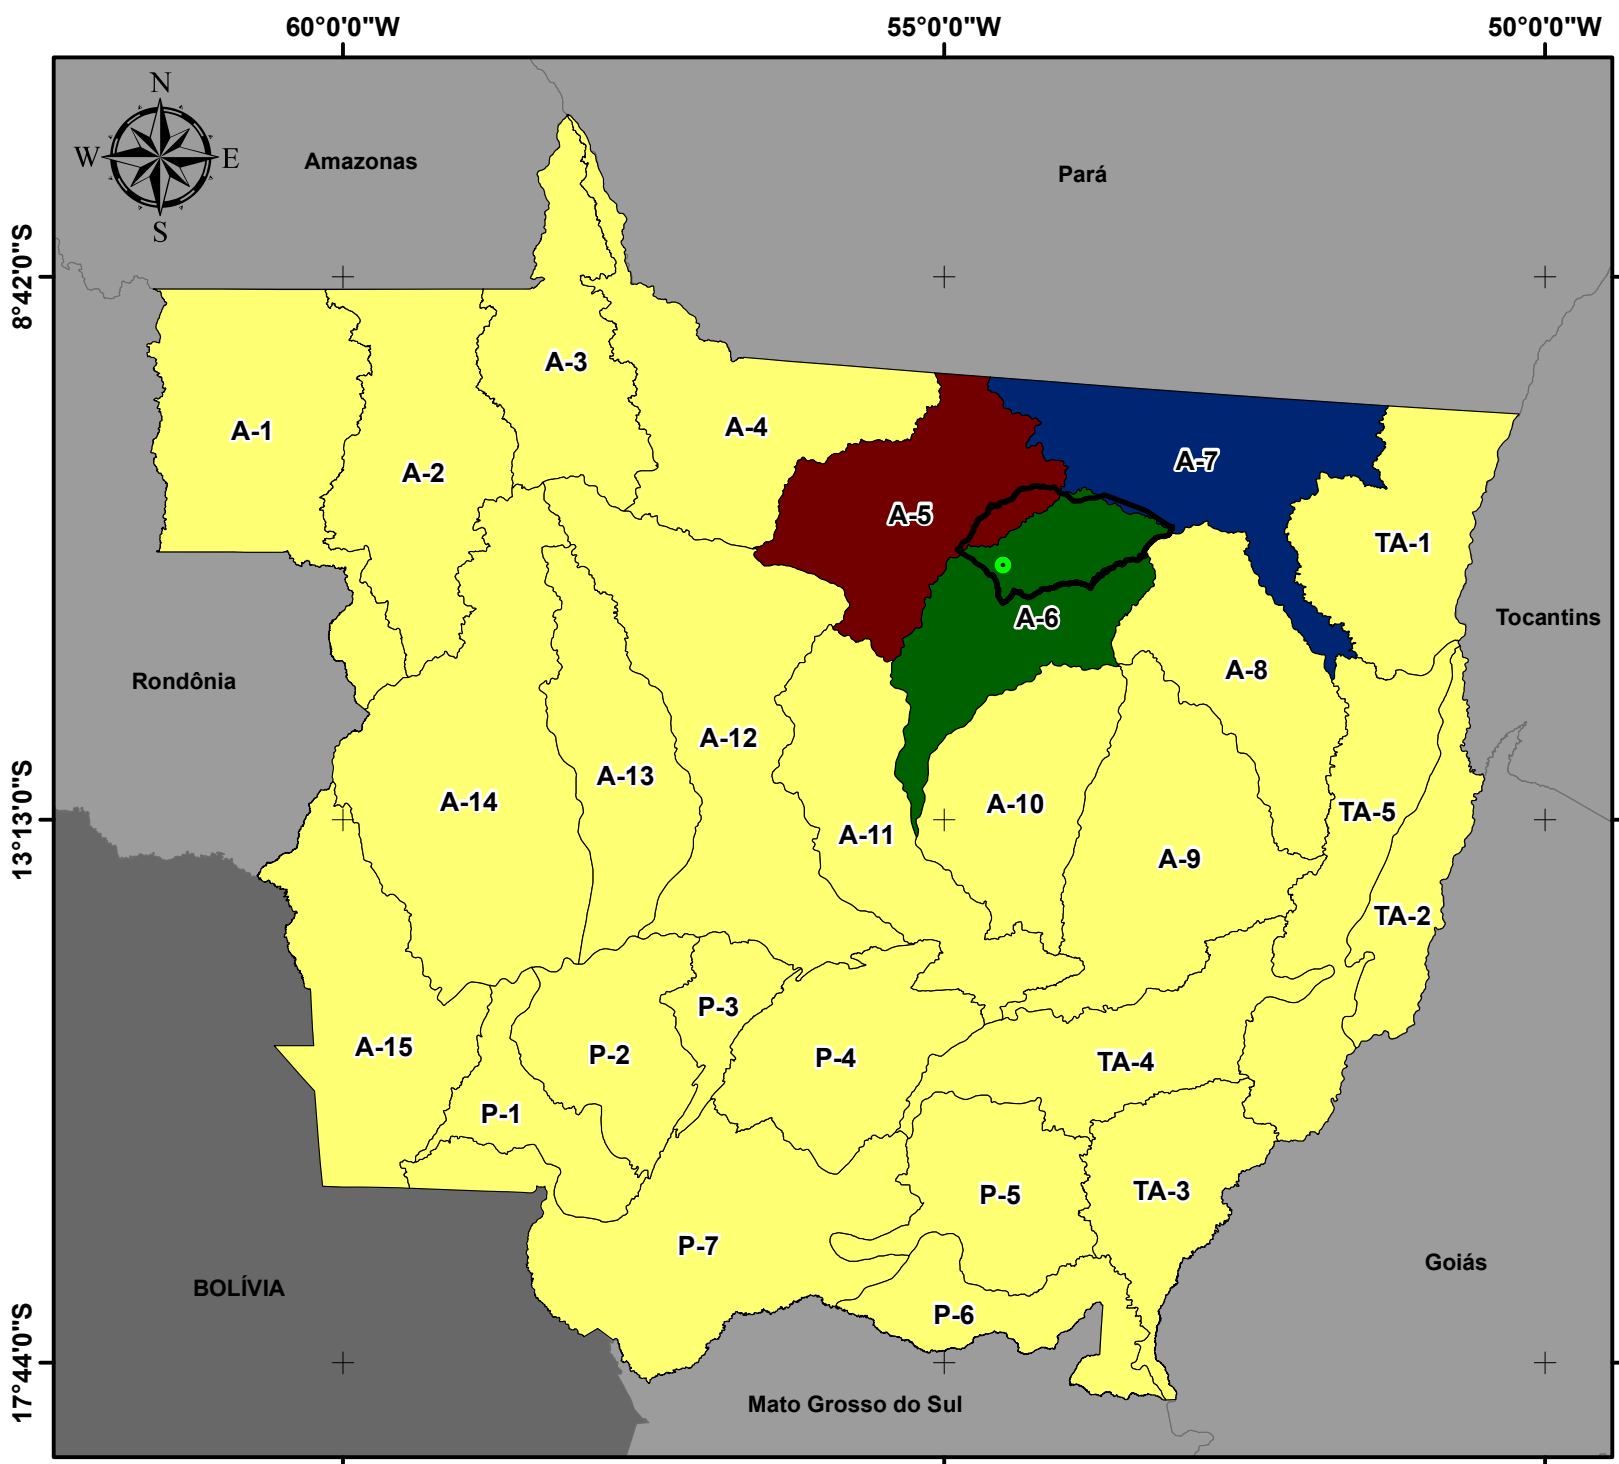 60°0'0"W
55°0'0"W
50°0'0"W
N
W
E
S
Amazonas
Pará
8°42'0"S
A-3
A-1
A-4
A-2
A-7
A-5
TA-1
A-6
Tocantins
Rondônia
A-8
A-12
A-13
A-14
A-10
TA-5
A-11
13°13'0"S
A-9
TA-2
P-3
A-15
P-2
P-4
TA-4
P-1
P-5
TA-3
P-7
Goiás
BOLÍVIA
P-6
17°44'0"S
Mato Grosso do Sul